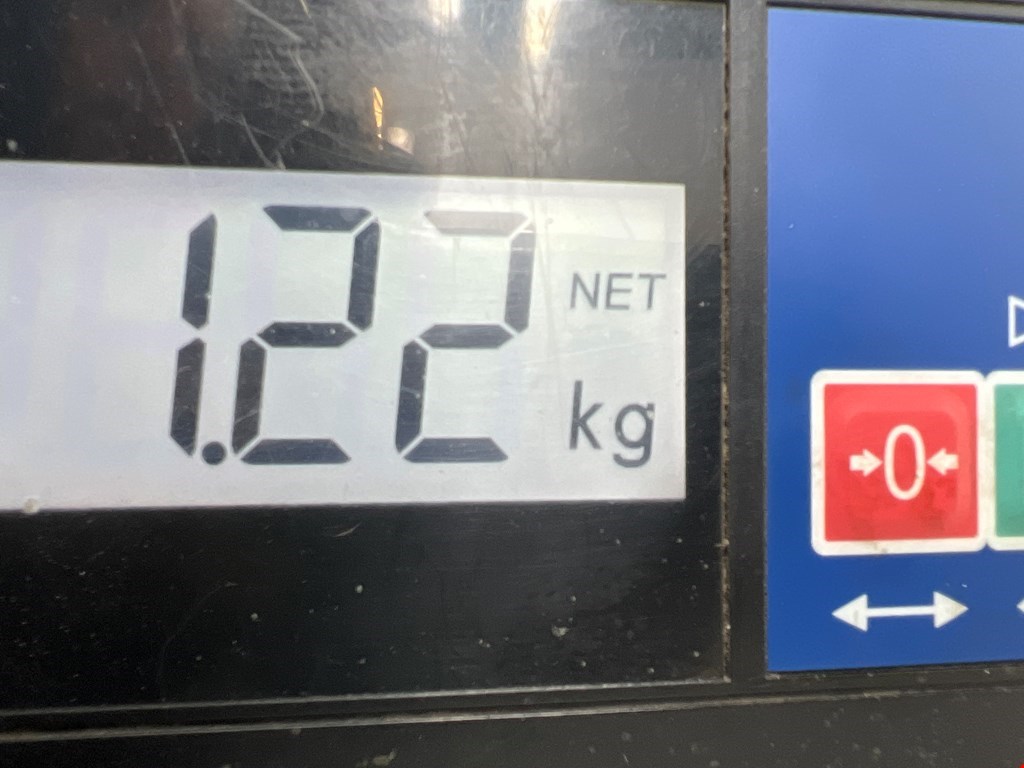 1.22 NET
kg
→0←